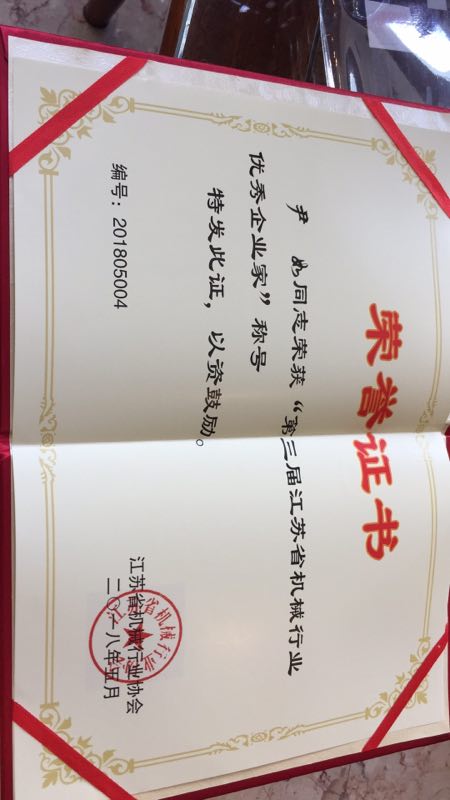 荣誉证书
尹 必同志荣获“第三届江苏省机械行业
优秀企业家”称号
特发此证，以资鼓励。
编号：201805004
江苏省机械行业协会
二〇一八年五月